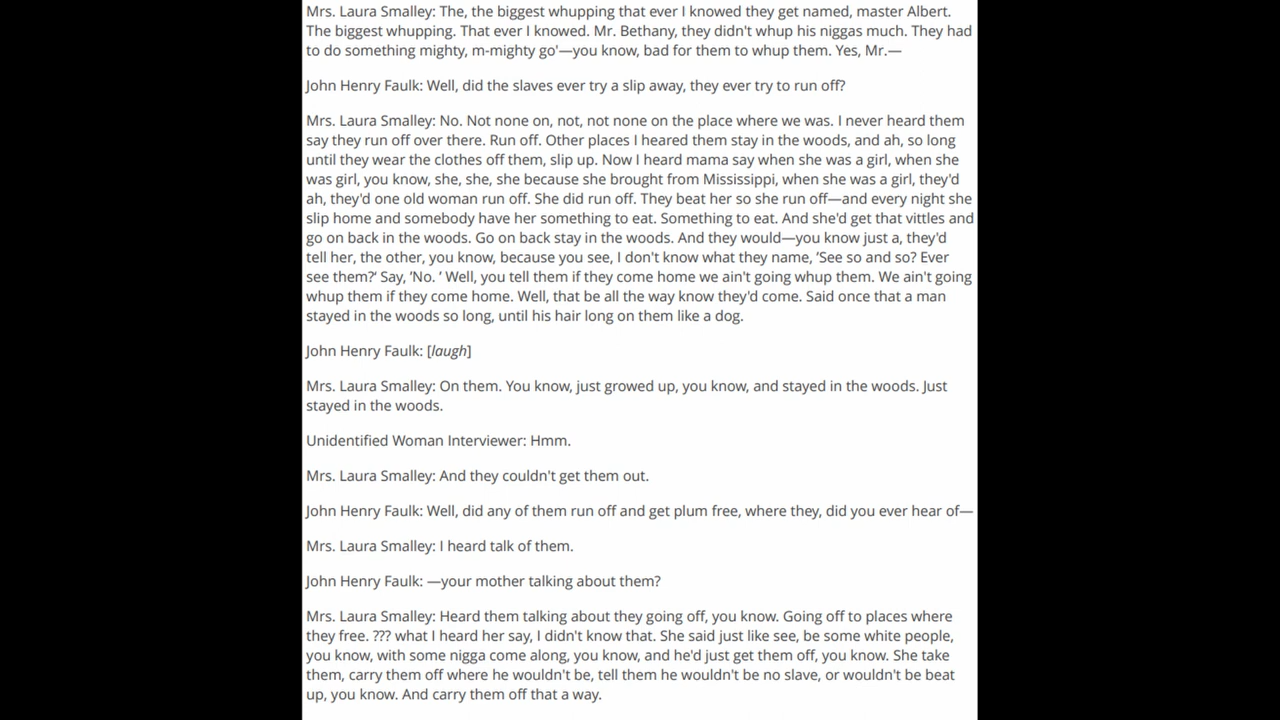 Mrs. Laura Smalley: The, the biggest whupping that ever I knowed they get named, master Albert.
The biggest whupping. That ever I knowed. Mr. Bethany, they didn't whup his niggas much. They had
to do something mighty, m-mighty go'—you know, bad for them to whup them. Yes, Mr.—
John Henry Faulk: Well, did the slaves ever try a slip away, they ever try to run off?
Mrs. Laura Smalley: No. Not none on, not, not none on the place where we was. I never heard them
say they run off over there. Run off. Other places I heared them stay in the woods, and ah, so long
until they wear the clothes off them, slip up. Now I heard mama say when she was a girl, when she
was girl, you know, she, she, she because she brought from Mississippi, when she was a girl, they'd
ah, they'd one old woman run off. She did run off. They beat her so she run off—and every night she
slip home and somebody have her something to eat. Something to eat. And she'd get that vittles and
go on back in the woods. Go on back stay in the woods. And they would—you know just a, they'd
tell her, the other, you know, because you see, I don't know what they name, 'See so and so? Ever
see them?' Say, 'No. ' Well, you tell them if they come home we ain't going whup them. We ain't going
whup them if they come home. Well, that be all the way know they'd come. Said once that a man
stayed in the woods so long, until his hair long on them like a dog.
John Henry Faulk: [laugh]
Mrs. Laura Smalley: On them. You know, just growed up, you know, and stayed in the woods. Just
stayed in the woods.
Unidentified Woman Interviewer: Hmm.
Mrs. Laura Smalley: And they couldn't get them out.
John Henry Faulk: Well, did any of them run off and get plum free, where they, did you ever hear of—
Mrs. Laura Smalley: I heard talk of them.
John Henry Faulk: —your mother talking about them?
Mrs. Laura Smalley: Heard them talking about they going off, you know. Going off to places where
they free. ??? what I heard her say, I didn't know that. She said just like see, be some white people,
you know, with some nigga come along, you know, and he'd just get them off, you know. She take
them, carry them off where he wouldn't be, tell them he wouldn't be no slave, or wouldn't be beat
up, you know. And carry them off that a way.